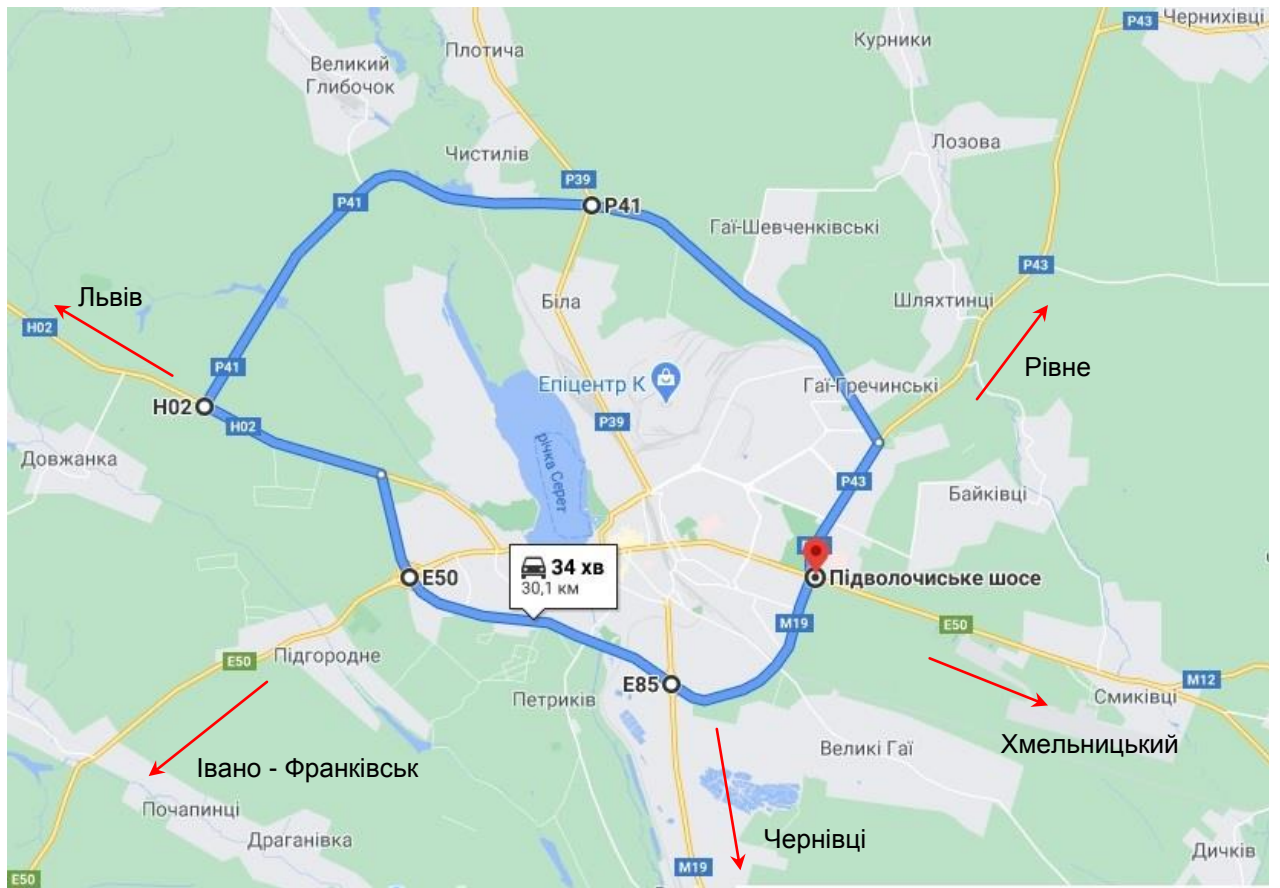 P43
Чернихівці
Плотича
Курники
Великий
Глибочок
Лозова
Чистилів
P39
P41
P41
Гаї-Шевченківські
P43
Львів
Біла
Шляхтинці
H02
P41
Рівне
Епіцентр К
Гаї-Гречинські
H02
H02
P39
річка Серет
Довжанка
P43
Байківці
34 хв
30,1 км
E50
Підволочиське шосе
M19
E50
Підгородне
E50
E85
Петриків
M12
Смиківці
Великі Гаї
Хмельницький
Івано - Франківськ
Почапинці
Драганівка
Чернівці
Дичків
M19
E50